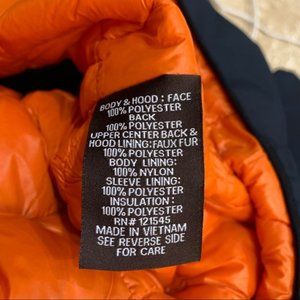 BODY & HOOD : FACE
100% POLYESTER
BACK
100% POLYESTER
UPPER CENTER BACK &
HOOD LINING: FAUX FUR
100% POLYESTER
BODY LINING:
100% NYLON
SLEEVE LINING:
100% POLYESTER
INSULATION :
100% POLYESTER
RN# 121545
MADE IN VIETNAM
SEE REVERSE SIDE
FOR CARE